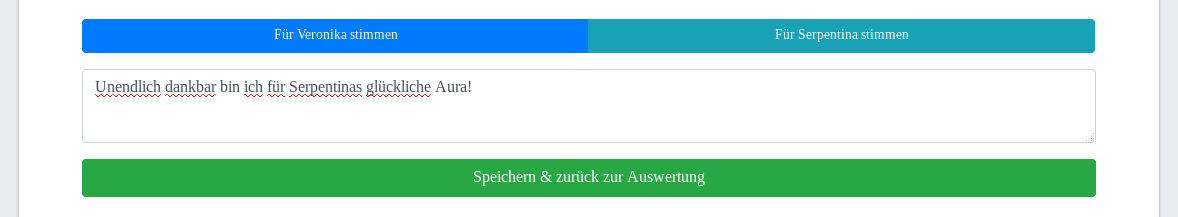 Für Veronika stimmen
Für Serpentina stimmen
Unendlich dankbar bin ich für Serpentinas glückliche Aura!
Speichern & zurück zur Auswertung